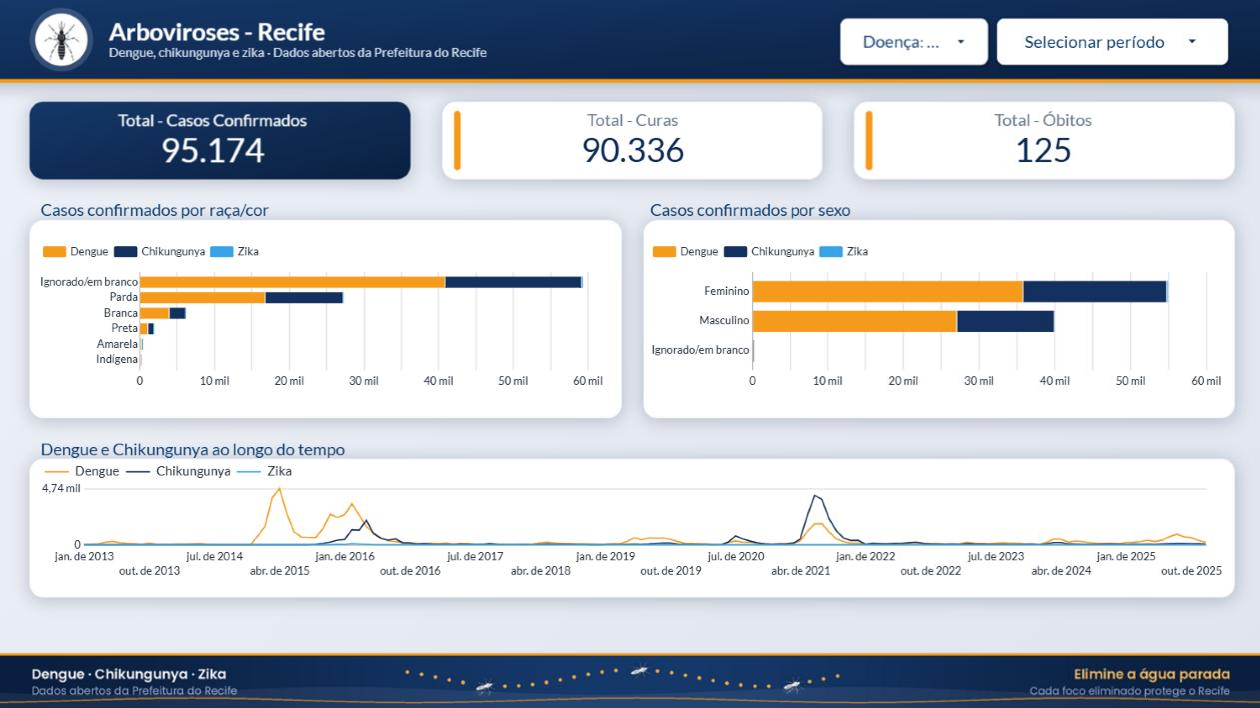 Arboviroses - Recife
Dengue, chikungunya e zika - Dados abertos da Prefeitura do Recife
Doença: ...
Selecionar período
Total - Casos Confirmados
95.174
Total - Curas
90.336
Total - Óbitos
125
Casos confirmados por raça/cor
Dengue Chikungunya Zika
Ignorado/em branco
Parda
Branca
Preta
Amarela
Indígena
0 10 mil 20 mil 30 mil 40 mil 50 mil 60 mil
Casos confirmados por sexo
Dengue Chikungunya Zika
Feminino
Masculino
Ignorado/em branco
0 10 mil 20 mil 30 mil 40 mil 50 mil 60 mil
Dengue e Chikungunya ao longo do tempo
Dengue Chikungunya Zika
4,74 mil
0
jan. de 2013 jul. de 2014 jan. de 2016 jul. de 2017 jan. de 2019 jul. de 2020 jan. de 2022 jul. de 2023 jan. de 2025
out. de 2013 abr. de 2015 out. de 2016 abr. de 2018 out. de 2019 abr. de 2021 out. de 2022 abr. de 2024 out. de 2025
Dengue · Chikungunya · Zika
Dados abertos da Prefeitura do Recife
Elimine a água parada
Cada foco eliminado protege o Recife